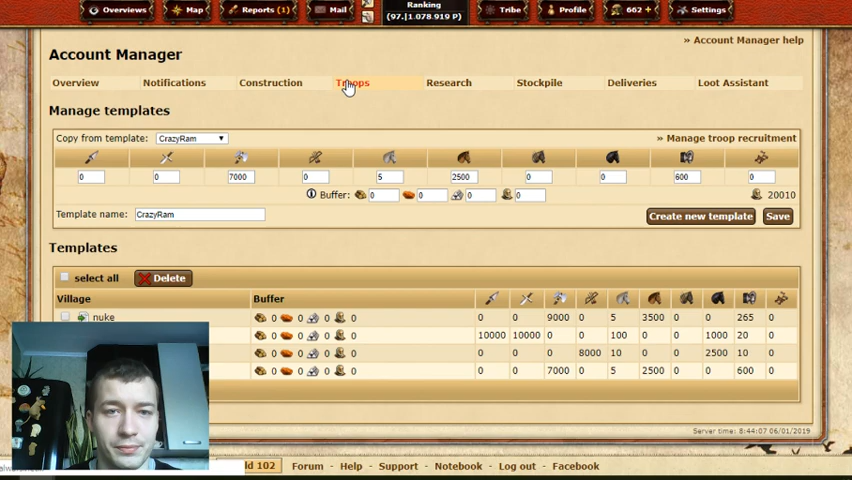 Overviews Map Reports (1) Mail Ranking (97.|1.078.919 P) Tribe Profile 662 + Settings
» Account Manager help
Account Manager
Overview Notifications Construction Research Stockpile Deliveries Loot Assistant
Manage templates
Copy from template: CrazyRam » Manage troop recruitment
0 0 7000 0 5 2500 0 0 600 0
Buffer: 0 0 0 0 20010
Template name: CrazyRam Create new template Save
Templates
select all Delete
Village Buffer
nuke 0 0 0 0 0 0 9000 0 5 3500 0 0 265 0
0 0 0 0 10000 10000 0 0 100 0 0 1000 20 0
0 0 0 0 0 0 0 8000 10 0 0 2500 10 0
0 0 0 0 0 0 7000 0 5 2500 0 0 600 0
Server time: 8:44:07 06/01/2019
102 Forum - Help - Support - Notebook - Log out - Facebook